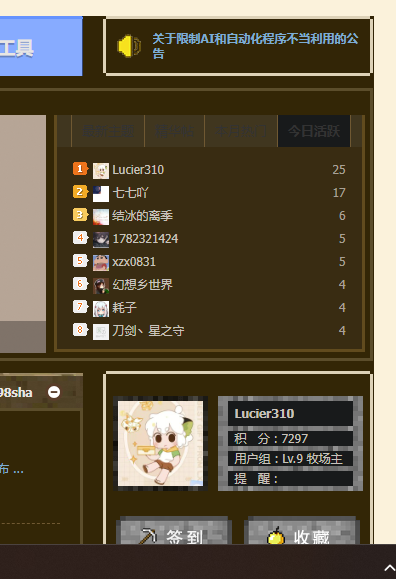 工具
关于限制AI和自动化程序不当利用的公
告
今日活跃
1 Lucier310 25
2 七七吖 17
3 结冰の离季 6
4 1782321424 5
5 xzx0831 5
6 幻想乡世界 4
7 耗子 4
8 刀剑丶星之守 4
98sha
布 ...
Lucier310
积 分 : 7297
用户组 : Lv.9 牧场主
提 醒 :
签到
收藏